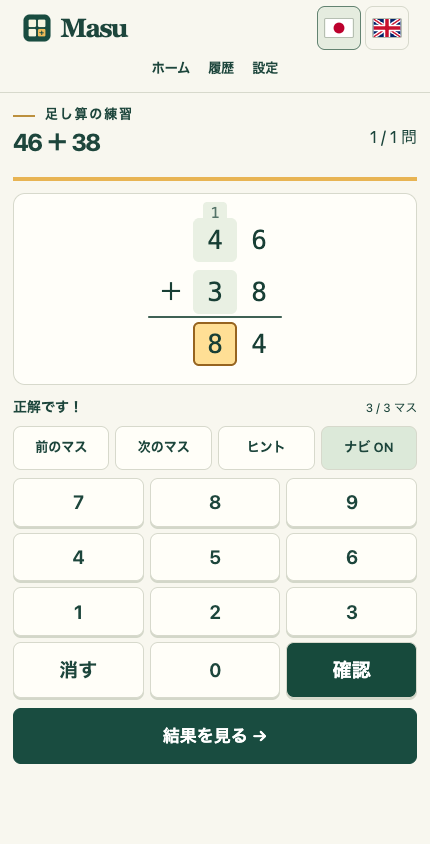 Masu
ホーム 履歴 設定
足し算の練習
46 + 38
1 / 1 問
1
4 6
+ 3 8
8 4
正解です！
3 / 3 マス
前のマス 次のマス ヒント ナビ ON
7 8 9
4 5 6
1 2 3
消す 0 確認
結果を見る →